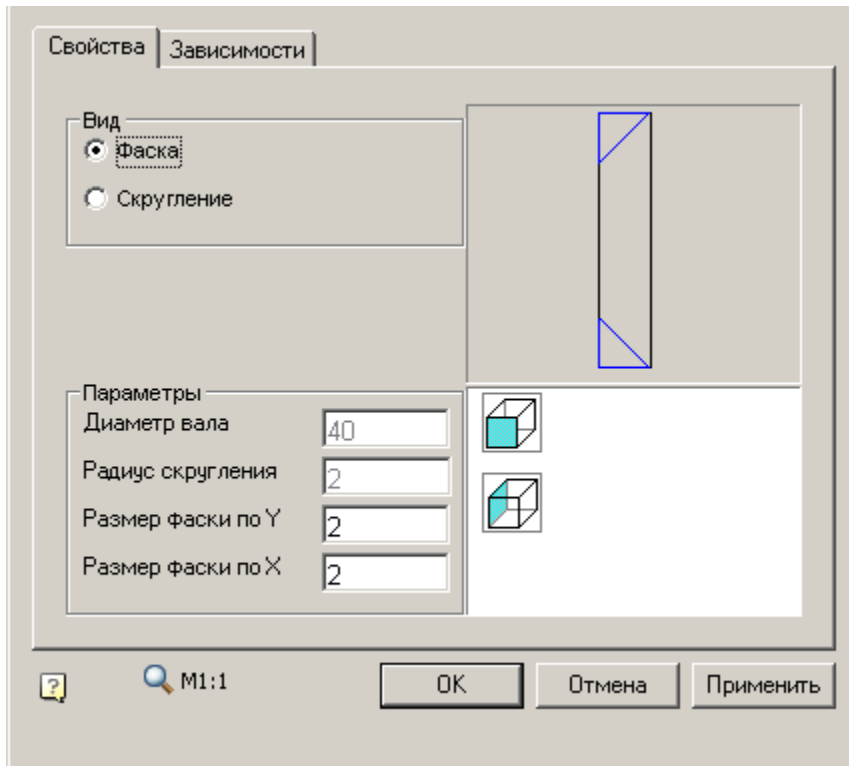 Свойства
Зависимости
Вид
Фаска
Скругление
Параметры
Диаметр вала
40
Радиус скругления
2
Размер фаски по Y
2
Размер фаски по X
2
?
М1:1
OK
Отмена
Применить